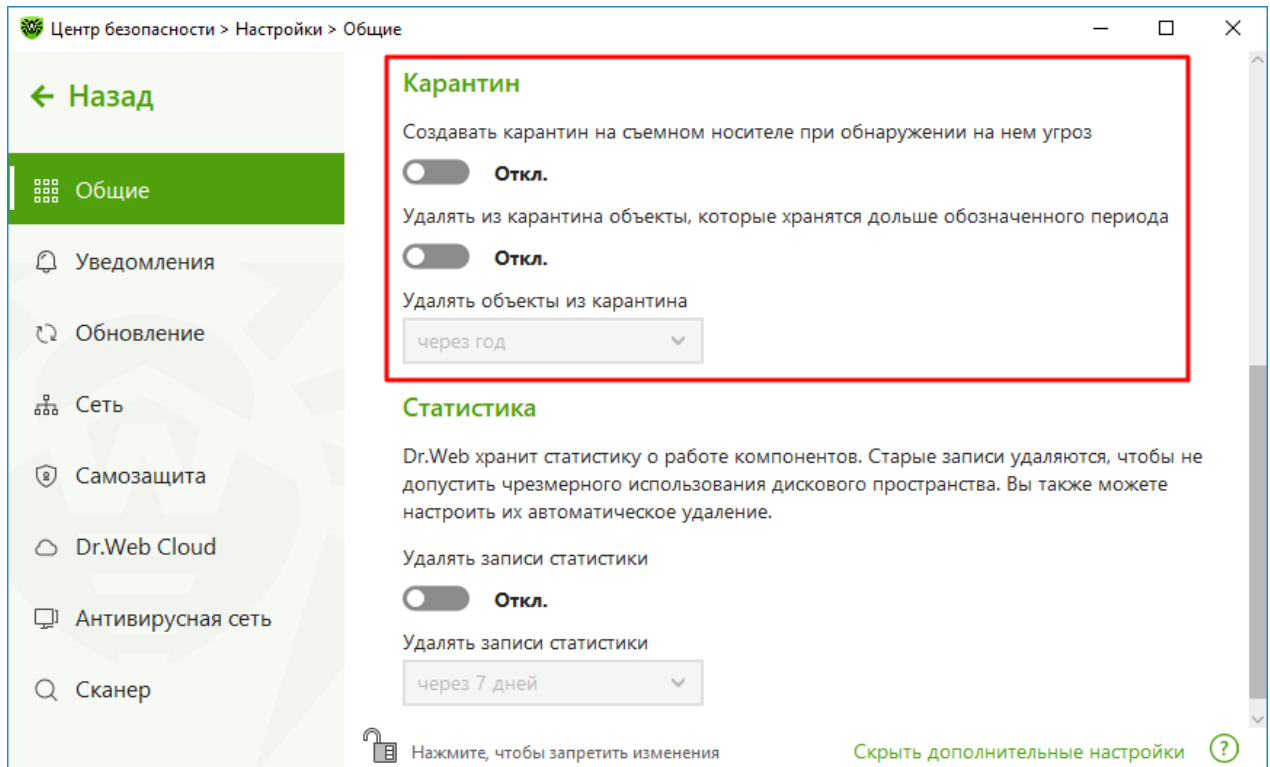 Центр безопасности > Настройки > Общие
Назад
Общие
Уведомления
Обновление
Сеть
Самозащита
Dr.Web Cloud
Антивирусная сеть
Сканер
Карантин
Создавать карантин на съемном носителе при обнаружении на нем угроз
Откл.
Удалять из карантина объекты, которые хранятся дольше обозначенного периода
Откл.
Удалять объекты из карантина
через год
Статистика
Dr.Web хранит статистику о работе компонентов. Старые записи удаляются, чтобы не
допустить чрезмерного использования дискового пространства. Вы также можете
настроить их автоматическое удаление.
Удалять записи статистики
Откл.
Удалять записи статистики
через 7 дней
Нажмите, чтобы запретить изменения
Скрыть дополнительные настройки
?